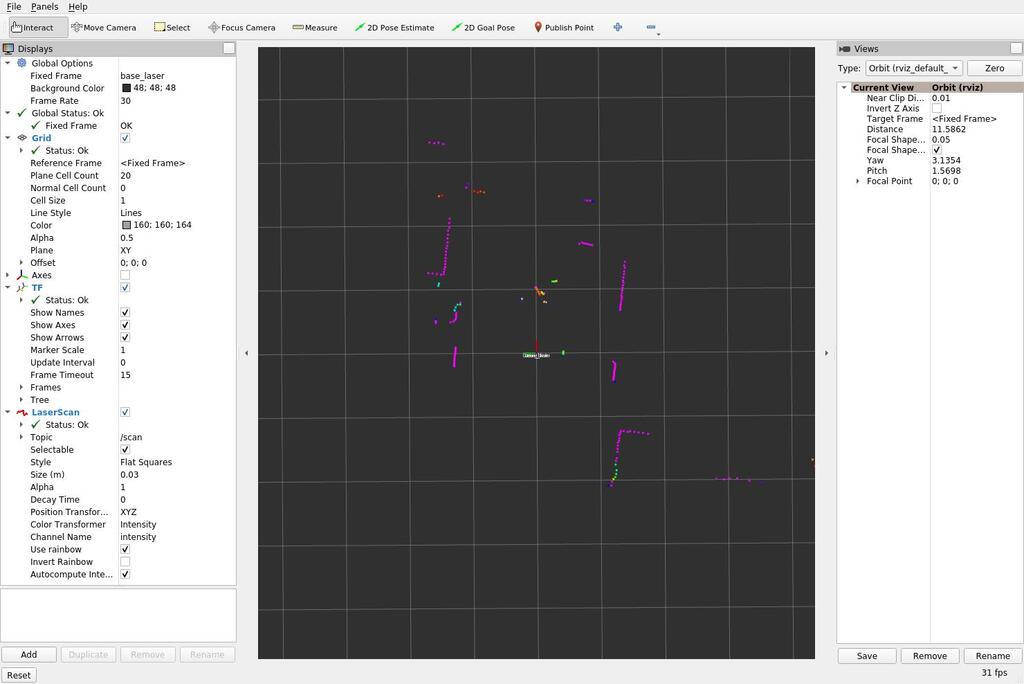 File Panels Help
Interact Move Camera Select Focus Camera Measure 2D Pose Estimate 2D Goal Pose Publish Point
Displays
Global Options
Fixed Frame base_laser
Background Color 48; 48; 48
Frame Rate 30
Global Status: Ok
Fixed Frame OK
Grid
Status: Ok
Reference Frame <Fixed Frame>
Plane Cell Count 20
Normal Cell Count 0
Cell Size 1
Line Style Lines
Color 160; 160; 164
Alpha 0.5
Plane XY
Offset 0; 0; 0
Axes
TF
Status: Ok
Show Names
Show Axes
Show Arrows
Marker Scale 1
Update Interval 0
Frame Timeout 15
Frames
Tree
LaserScan
Status: Ok
Topic /scan
Selectable
Style Flat Squares
Size (m) 0.03
Alpha 1
Decay Time 0
Position Transfor... XYZ
Color Transformer Intensity
Channel Name intensity
Use rainbow
Invert Rainbow
Autocompute Inte...
Add Duplicate Remove Rename
Reset
Views
Type: Orbit (rviz_default_ Zero
Current View Orbit (rviz)
Near Clip Di... 0.01
Invert Z Axis
Target Frame <Fixed Frame>
Distance 11.5862
Focal Shape... 0.05
Focal Shape...
Yaw 3.1354
Pitch 1.5698
Focal Point 0; 0; 0
Save Remove Rename
31 fps